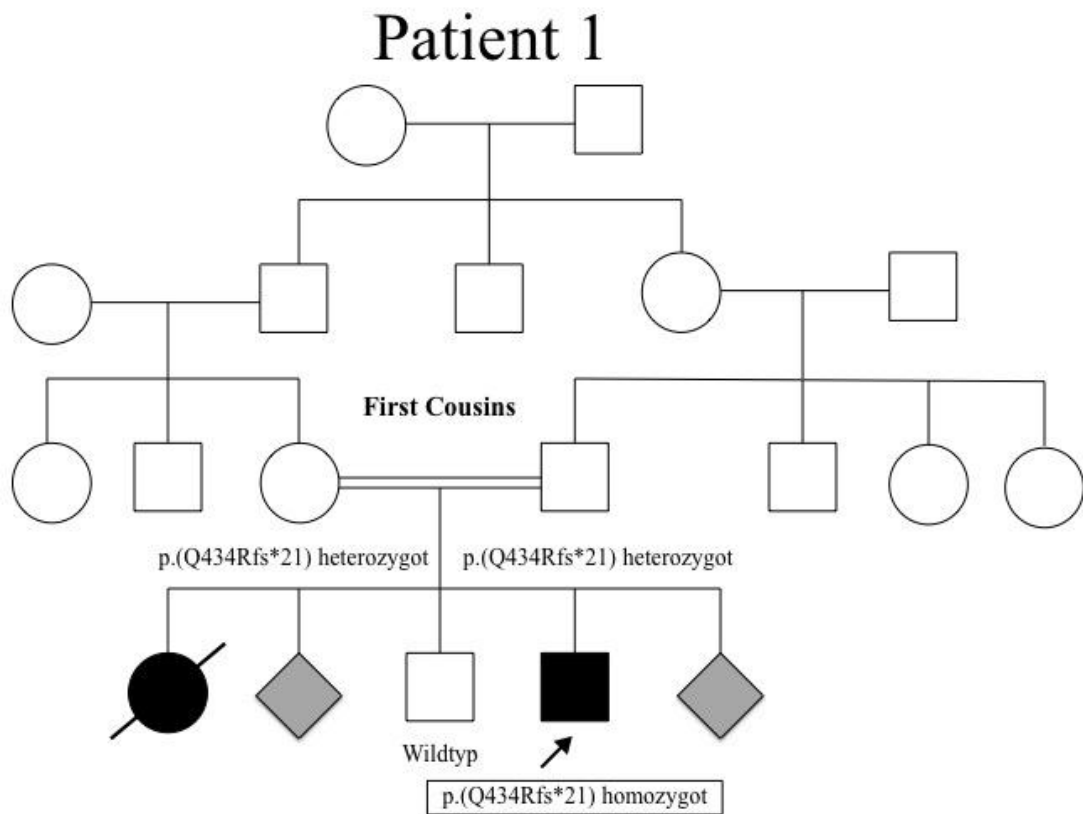 Patient 1
First Cousins
p.(Q434Rfs*21) heterozygot p.(Q434Rfs*21) heterozygot
Wildtyp
p.(Q434Rfs*21) homozygot